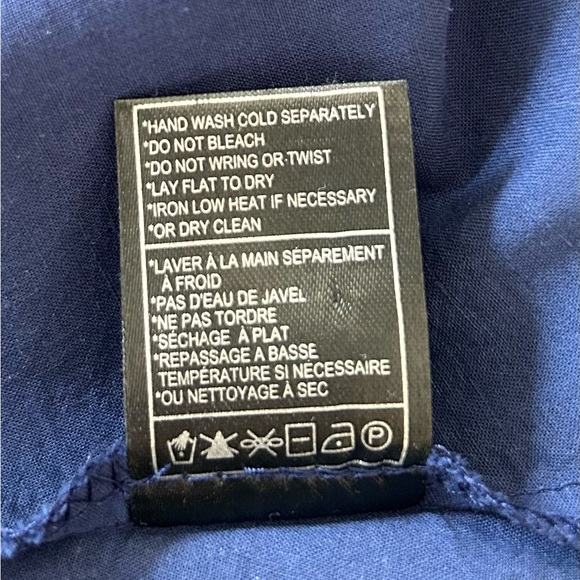 *HAND WASH COLD SEPARATELY
*DO NOT BLEACH
*DO NOT WRING OR TWIST
*LAY FLAT TO DRY
*IRON LOW HEAT IF NECESSARY
*OR DRY CLEAN
*LAVER À LA MAIN SÉPAREMENT
À FROID
*PAS D'EAU DE JAVEL
*NE PAS TORDRE
*SÉCHAGE À PLAT
*REPASSAGE A BASSE
TEMPÉRATURE SI NÉCESSAIRE
*OU NETTOYAGE À SEC
P